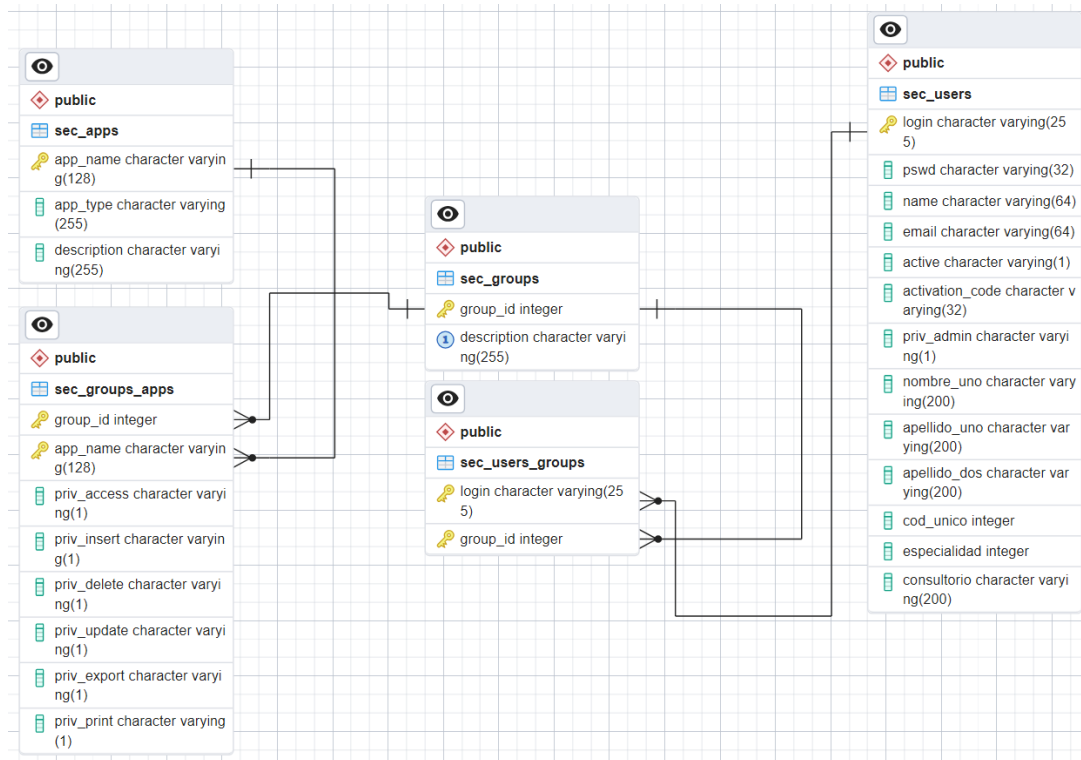 public
sec_apps
app_name character varyin
g(128)
app_type character varying
(255)
description character varyi
ng(255)
public
sec_groups_apps
group_id integer
app_name character varyin
g(128)
priv_access character varyi
ng(1)
priv_insert character varyin
g(1)
priv_delete character varyi
ng(1)
priv_update character varyi
ng(1)
priv_export character varyi
ng(1)
priv_print character varying
(1)
public
sec_groups
group_id integer
1
description character varyi
ng(255)
public
sec_users_groups
login character varying(25
5)
group_id integer
public
sec_users
login character varying(25
5)
pswd character varying(32)
name character varying(64)
email character varying(64)
active character varying(1)
activation_code character v
arying(32)
priv_admin character varyi
ng(1)
nombre_uno character vary
ing(200)
apellido_uno character var
ying(200)
apellido_dos character var
ying(200)
cod_unico integer
especialidad integer
consultorio character varyi
ng(200)